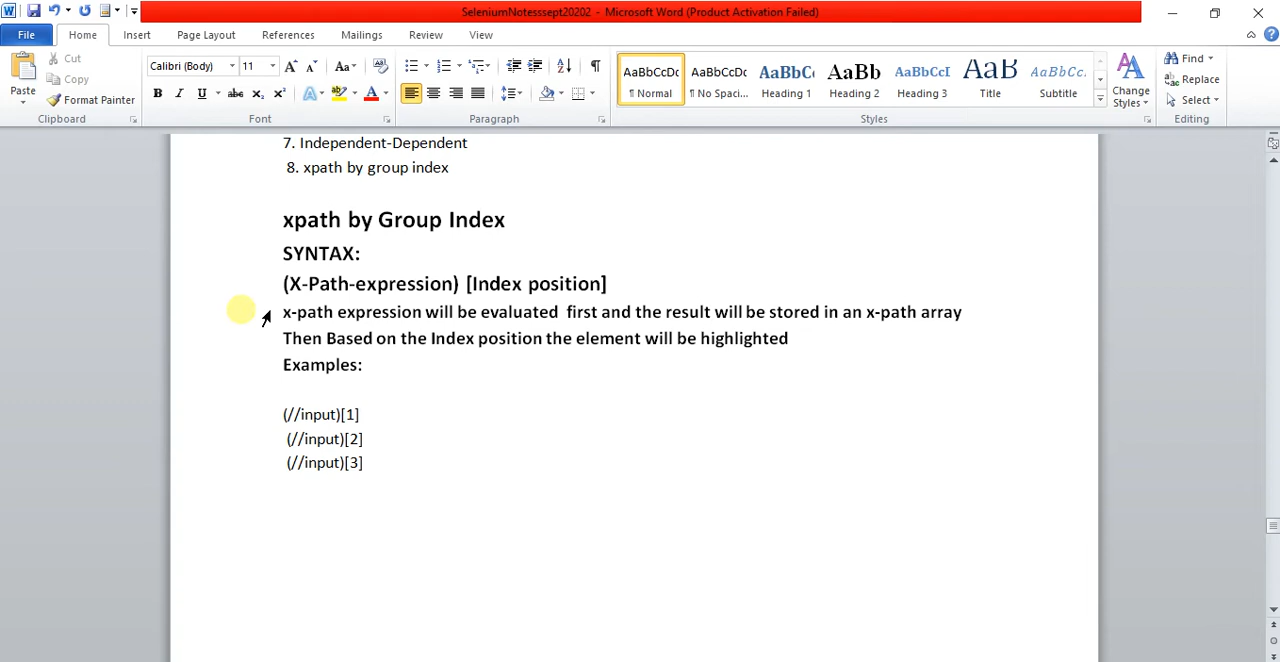 SeleniumNotesssept20202 - Microsoft Word (Product Activation Failed)
File Home Insert Page Layout References Mailings Review View
Paste
Cut
Copy
Format Painter
Clipboard
Calibri (Body) 11
Font
Paragraph
AaBbCcDc AaBbCcDc AaBbC AaBb AaBbCcI AaB AaBbCc.
¶ Normal ¶ No Spaci... Heading 1 Heading 2 Heading 3 Title Subtitle
Change Styles
Styles
Find
Replace
Select
Editing
7. Independent-Dependent
8. xpath by group index
xpath by Group Index
SYNTAX:
(X-Path-expression) [Index position]
x-path expression will be evaluated first and the result will be stored in an x-path array
Then Based on the Index position the element will be highlighted
Examples:
(//input)[1]
(//input)[2]
(//input)[3]